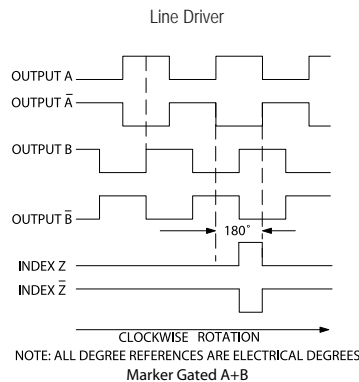 Line Driver
OUTPUT A
OUTPUT A̅
OUTPUT B
OUTPUT B̅
180°
INDEX Z
INDEX Z̅
CLOCKWISE ROTATION
NOTE: ALL DEGREE REFERENCES ARE ELECTRICAL DEGREES
Marker Gated A+B